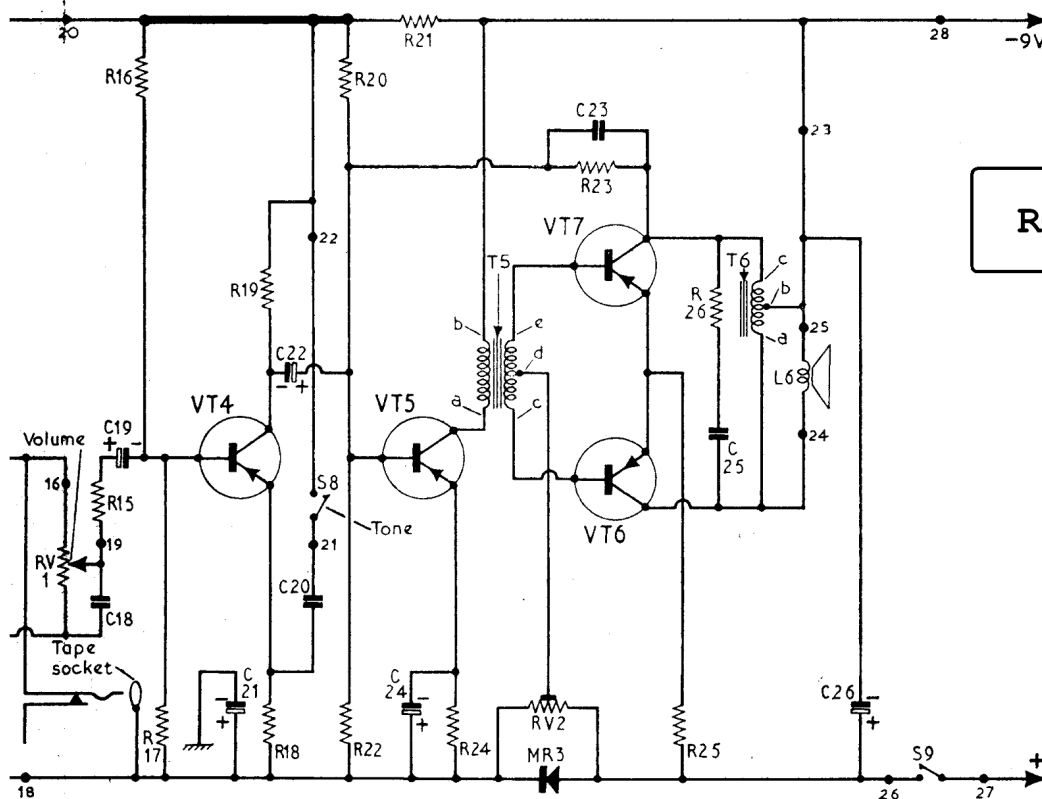 20
R21
28
-9V
R16
R20
C23
23
R23
R
VT7
22
T5
T6
c
R19
R
26
b
b
e
a
25
C22
d
- +
L6
VT4
VT5
a
c
Volume
C19
+ -
24
C
25
16
S8
R15
Tone
VT6
19
21
RV
1
C20
C18
Tape
socket
C
21
-
+
C
24
-
+
C26
-
+
RV2
R
17
R18
R22
R24
MR3
R25
S9
18
26
27
+